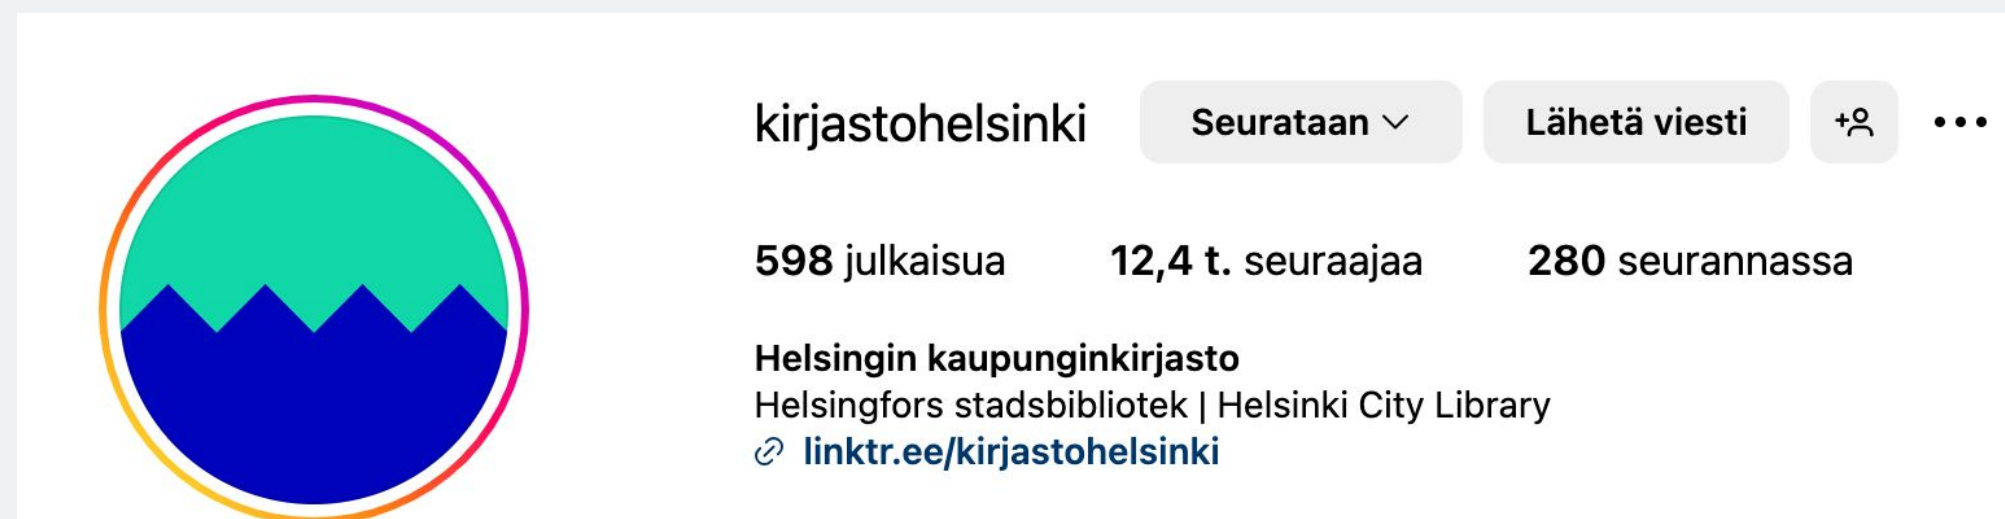 kirjastohelsinki Seurataan Lähetä viesti
598 julkaisua 12,4 t. seuraajaa 280 seurannassa
Helsingin kaupunginkirjasto
Helsingfors stadsbibliotek | Helsinki City Library
linktr.ee/kirjastohelsinki